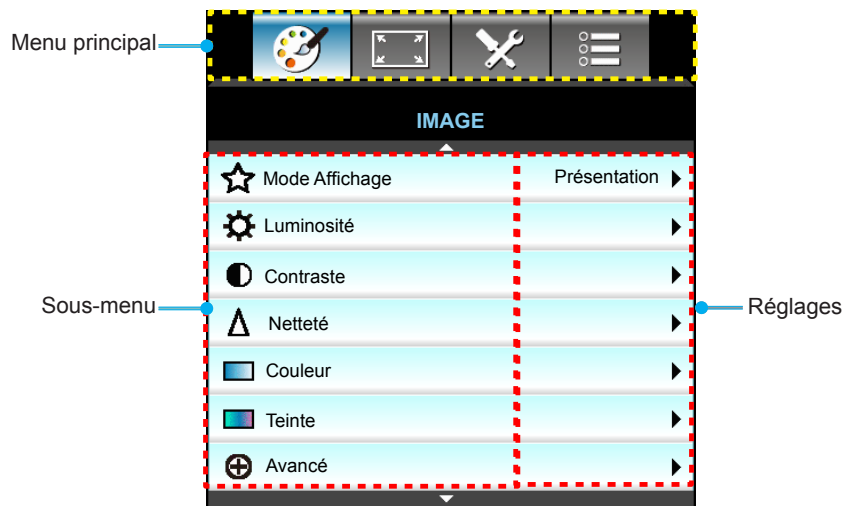 Menu principal
IMAGE
Mode Affichage Présentation
Luminosité
Contraste
Sous-menu
Réglages
Netteté
Couleur
Teinte
Avancé